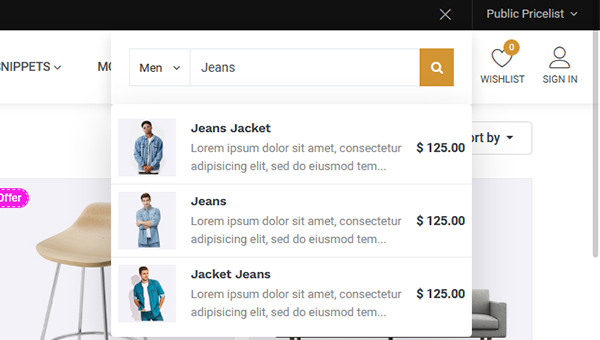 Public Pricelist
SNIPPETS
Men
Jeans
0
WISHLIST
SIGN IN
Offer
Jeans Jacket
Lorem ipsum dolor sit amet, consectetur
adipisicing elit, sed do eiusmod tem...
$ 125.00
Jeans
Lorem ipsum dolor sit amet, consectetur
adipisicing elit, sed do eiusmod tem...
$ 125.00
Jacket Jeans
Lorem ipsum dolor sit amet, consectetur
adipisicing elit, sed do eiusmod tem...
$ 125.00
by